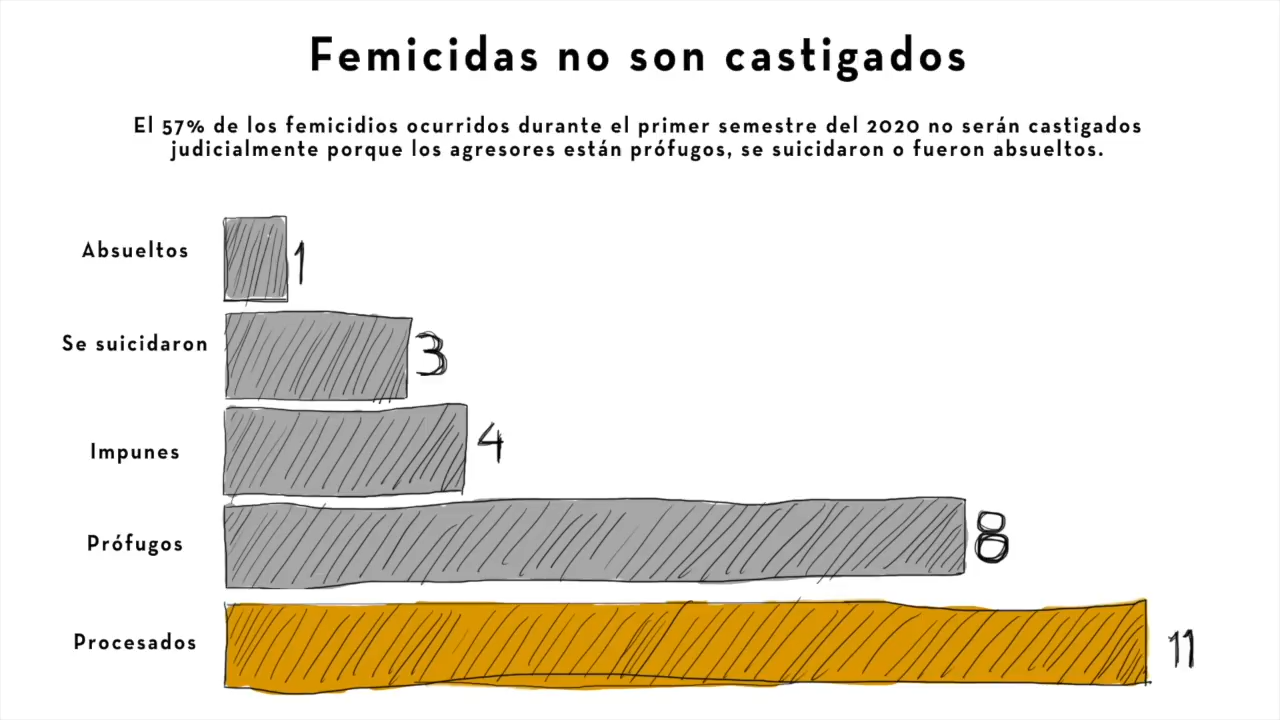 Femicidas no son castigados
El 57% de los femicidios ocurridos durante el primer semestre del 2020 no serán castigados
judicialmente porque los agresores están prófugos, se suicidaron o fueron absueltos.
Absueltos
1
Se suicidaron
3
Impunes
4
Prófugos
8
Procesados
11